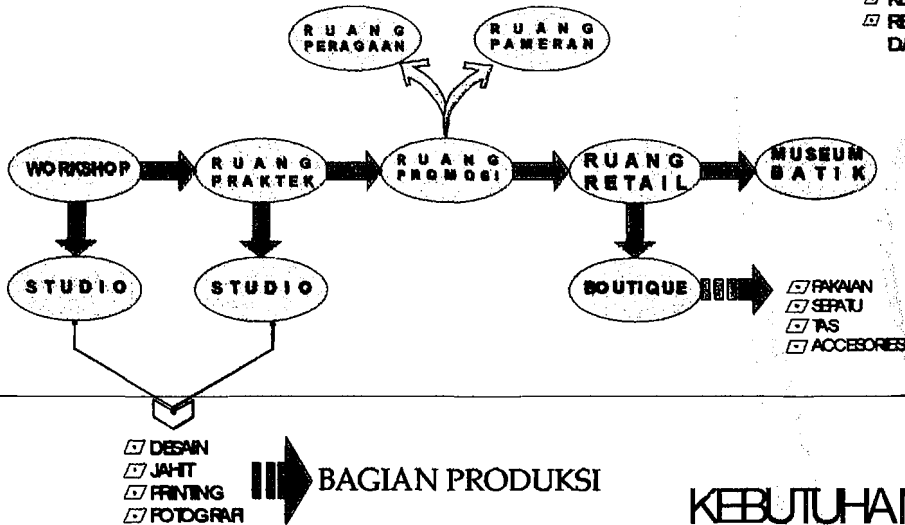 RUANG
PERAGAAN
RUANG
PAMERAN
WORKSHOP
RUANG
PRAKTEK
RUANG
PROMOSI
RUANG
RETAIL
MUSEUM
BATIK
STUDIO
STUDIO
BOUTIQUE
PAKAIAN
SEPATU
TAS
ACCESORIES
DESAIN
JAHIT
PRINTING
FOTOGRAFI
BAGIAN PRODUKSI